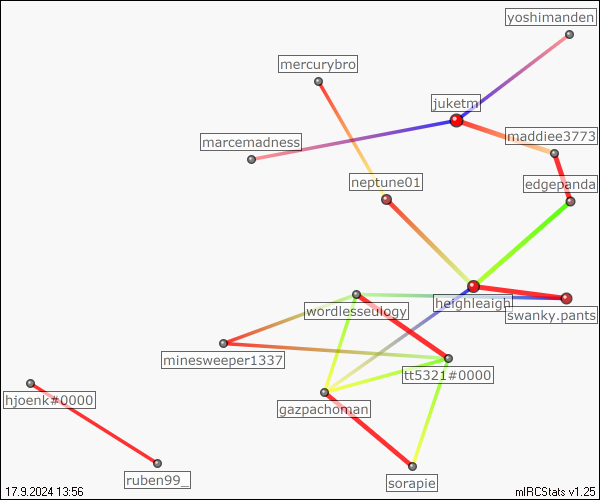 yoshimanden
mercurybro
juketm
maddiee3773
marcemadness
neptune01
edgepanda
heighleaigh
wordlesseulogy
swanky.pants
minesweeper1337
tt5321#0000
hjoenk#0000
gazpachoman
ruben99_
sorapie
17.9.2024 13:56
mIRCStats v1.25